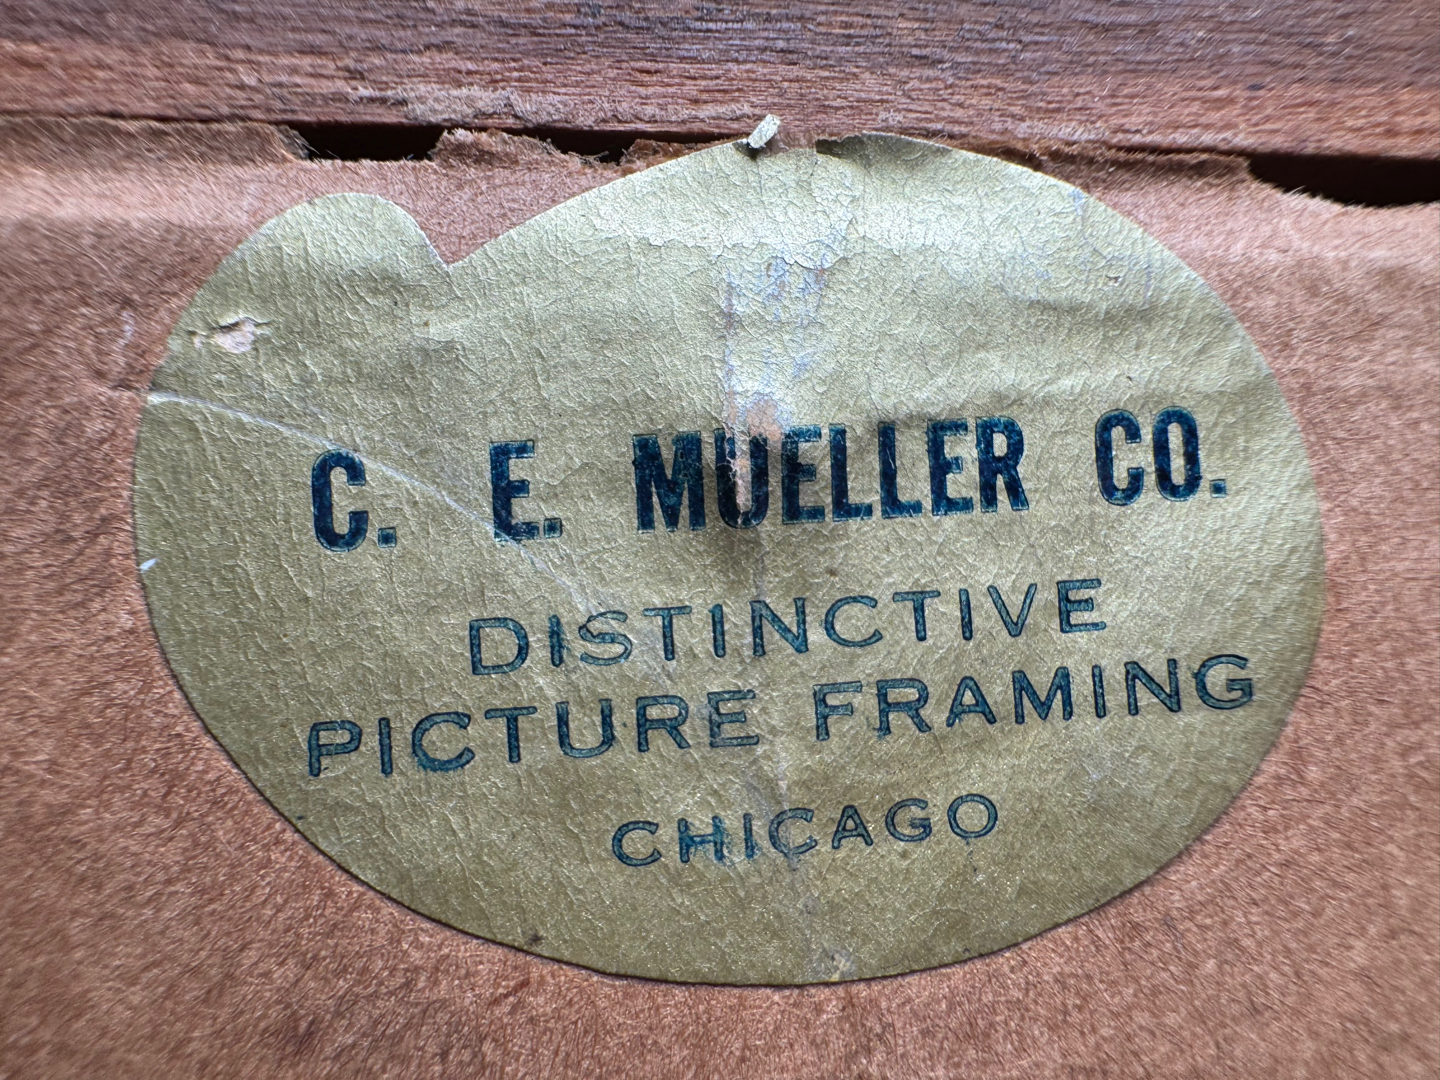 C. E. MUELLER CO.
DISTINCTIVE
PICTURE FRAMING
CHICAGO